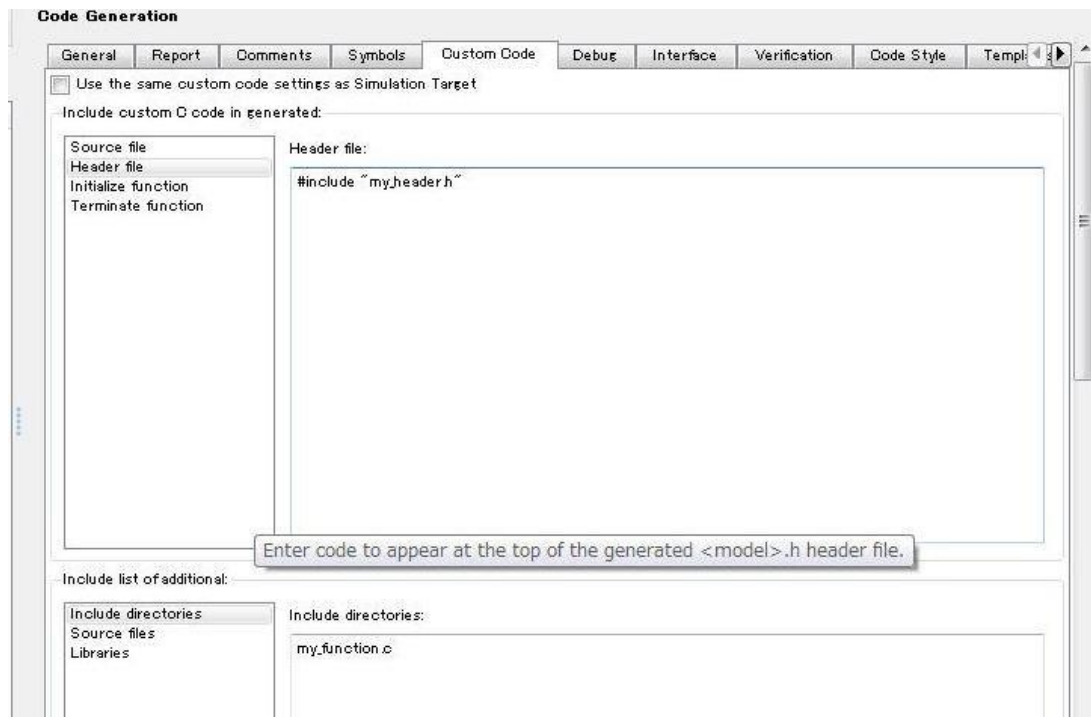 Code Generation
General Report Comments Symbols Custom Code Debug Interface Verification Code Style
Use the same custom code settings as Simulation Target
Include custom C code in generated:
Source file
Header file
Initialize function
Terminate function
Header file:
#include "my_header.h"
Enter code to appear at the top of the generated <model>.h header file.
Include list of additional:
Include directories
Source files
Libraries
Include directories:
my_function.c